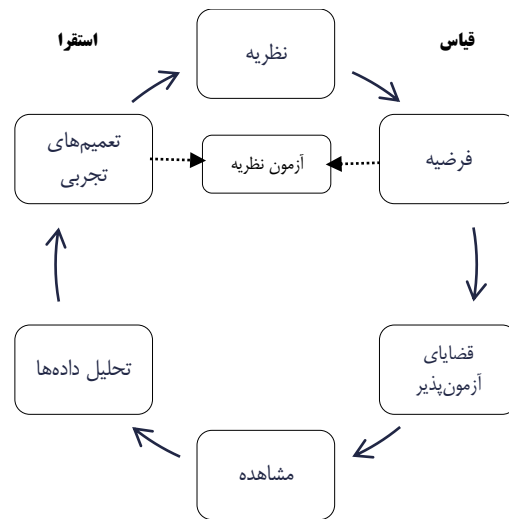 قیاس
استقرا
نظریه
فرضیه
آزمون نظریه
تعمیم‌های
تجربی
قضایای
آزمون‌پذیر
تحلیل داده‌ها
مشاهده